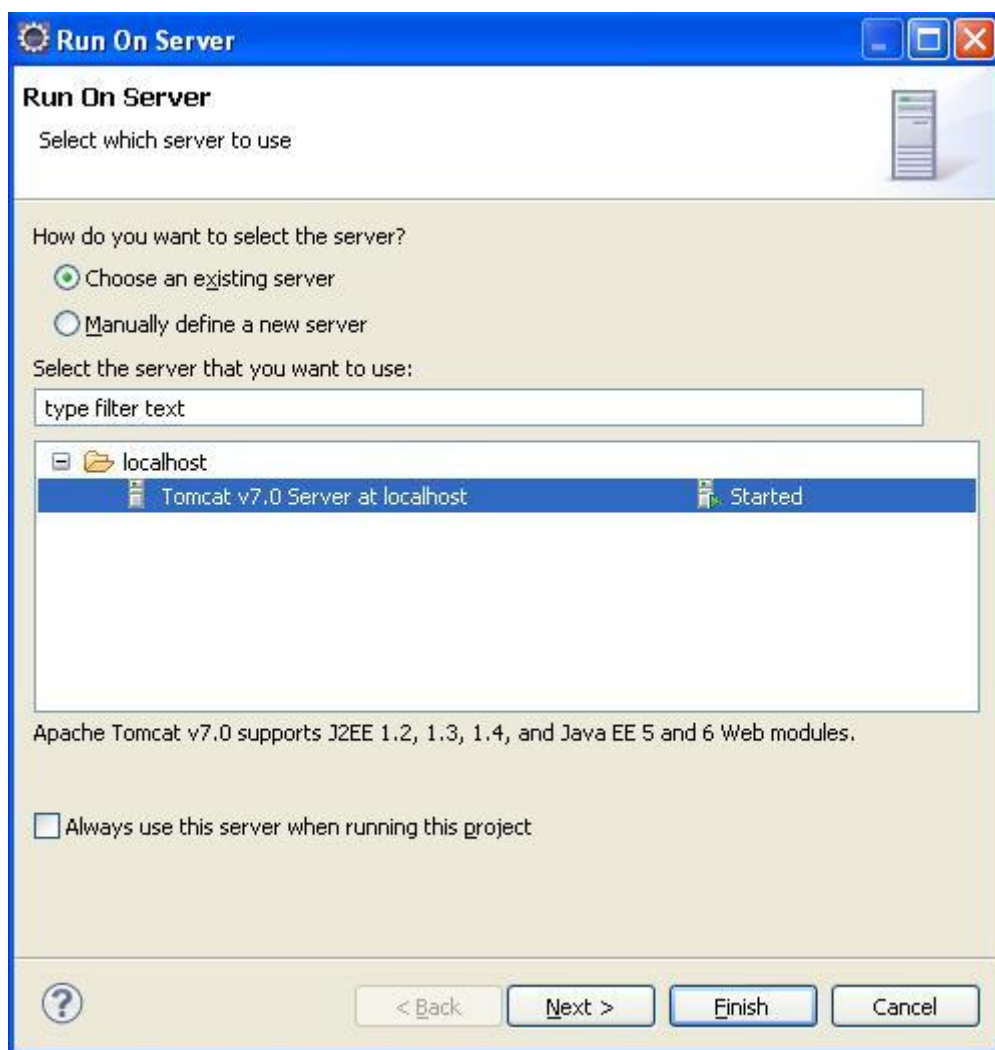 Run On Server
Run On Server
Select which server to use
How do you want to select the server?
Choose an existing server
Manually define a new server
Select the server that you want to use:
type filter text
localhost
Tomcat v7.0 Server at localhost Started
Apache Tomcat v7.0 supports J2EE 1.2, 1.3, 1.4, and Java EE 5 and 6 Web modules.
Always use this server when running this project
? < Back Next > Finish Cancel